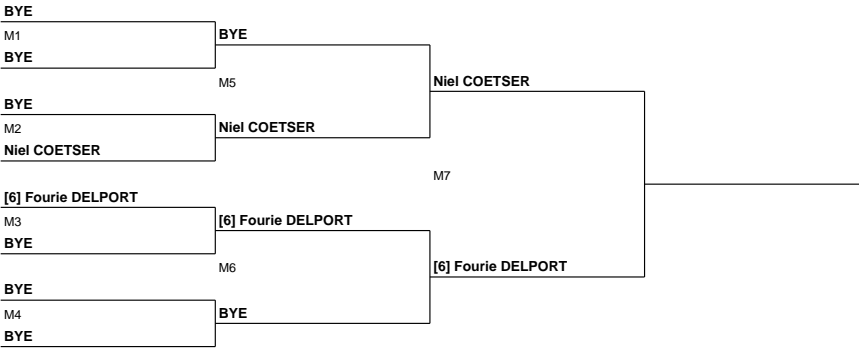 BYE
M1
BYE
BYE
M5
BYE
M2
Niel COETSER
Niel COETSER
Niel COETSER
M7
[6] Fourie DELPORT
M3
BYE
[6] Fourie DELPORT
M6
[6] Fourie DELPORT
BYE
M4
BYE
BYE